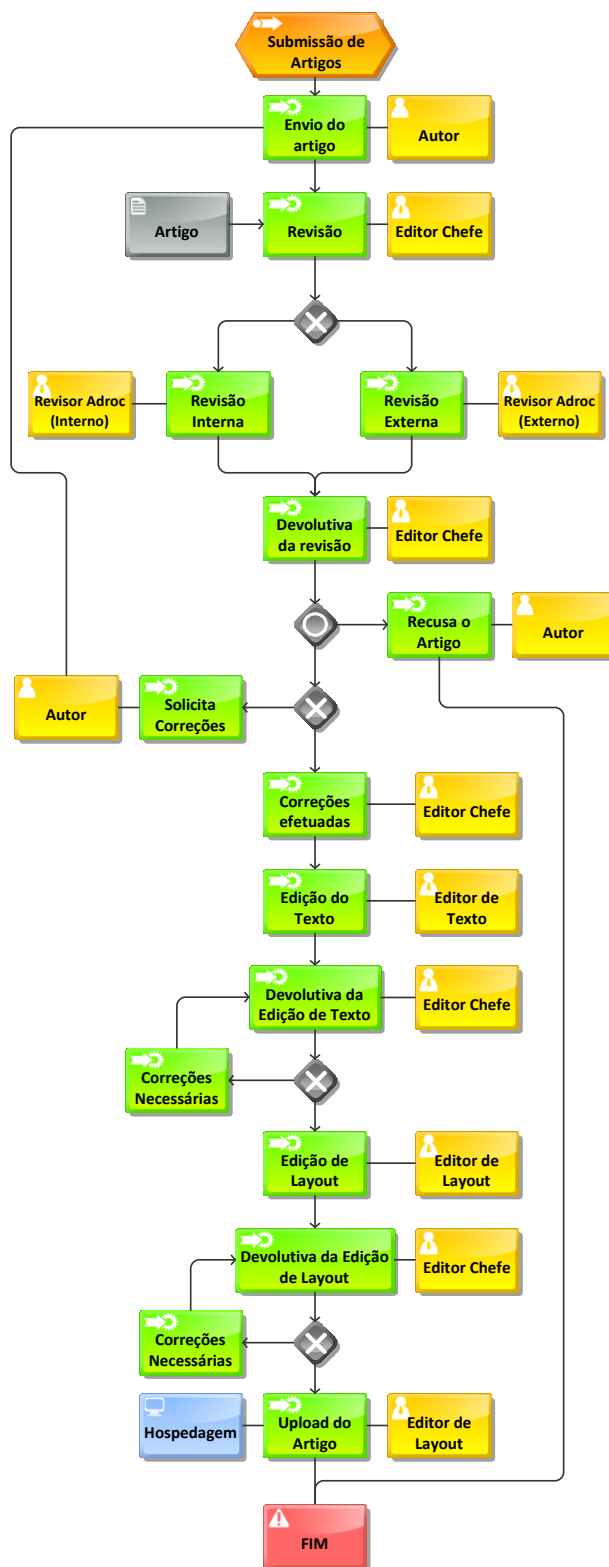 Submissão de
Artigos
Envio do
artigo
Autor
Artigo
Revisão
Editor Chefe
Revisor Adroc
(Interno)
Revisão
Interna
Revisão
Externa
Revisor Adroc
(Externo)
Devolutiva
da revisão
Editor Chefe
Recusa o
Artigo
Autor
Autor
Solicita
Correções
Correções
efetuadas
Editor Chefe
Edição do
Texto
Editor de
Texto
Devolutiva da
Edição de Texto
Editor Chefe
Correções
Necessárias
Edição de
Layout
Editor de
Layout
Devolutiva da Edição
de Layout
Editor Chefe
Correções
Necessárias
Hospedagem
Upload do
Artigo
Editor de
Layout
FIM